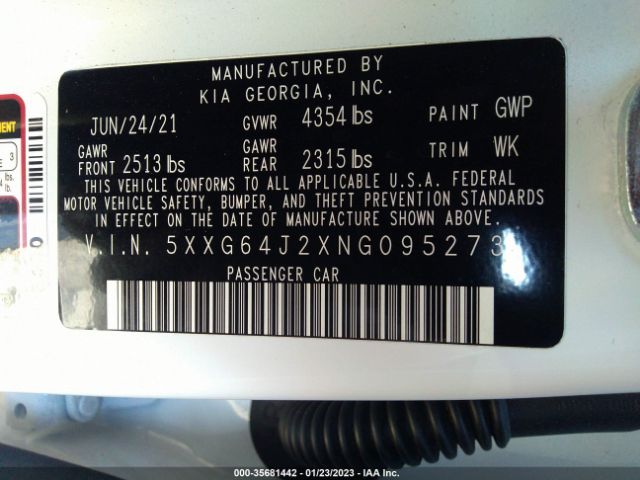 MANUFACTURED BY
KIA GEORGIA, INC.
JUN/24/21 GVWR 4354 lbs PAINT GWP
GAWR FRONT 2513 lbs GAWR REAR 2315 lbs TRIM WK
THIS VEHICLE CONFORMS TO ALL APPLICABLE U.S.A. FEDERAL
MOTOR VEHICLE SAFETY, BUMPER, AND THEFT PREVENTION STANDARDS
IN EFFECT ON THE DATE OF MANUFACTURE SHOWN ABOVE.
V.I.N. 5XXG64J2XNG095273
PASSENGER CAR
000-35681442 - 01/23/2023 - IAA Inc.